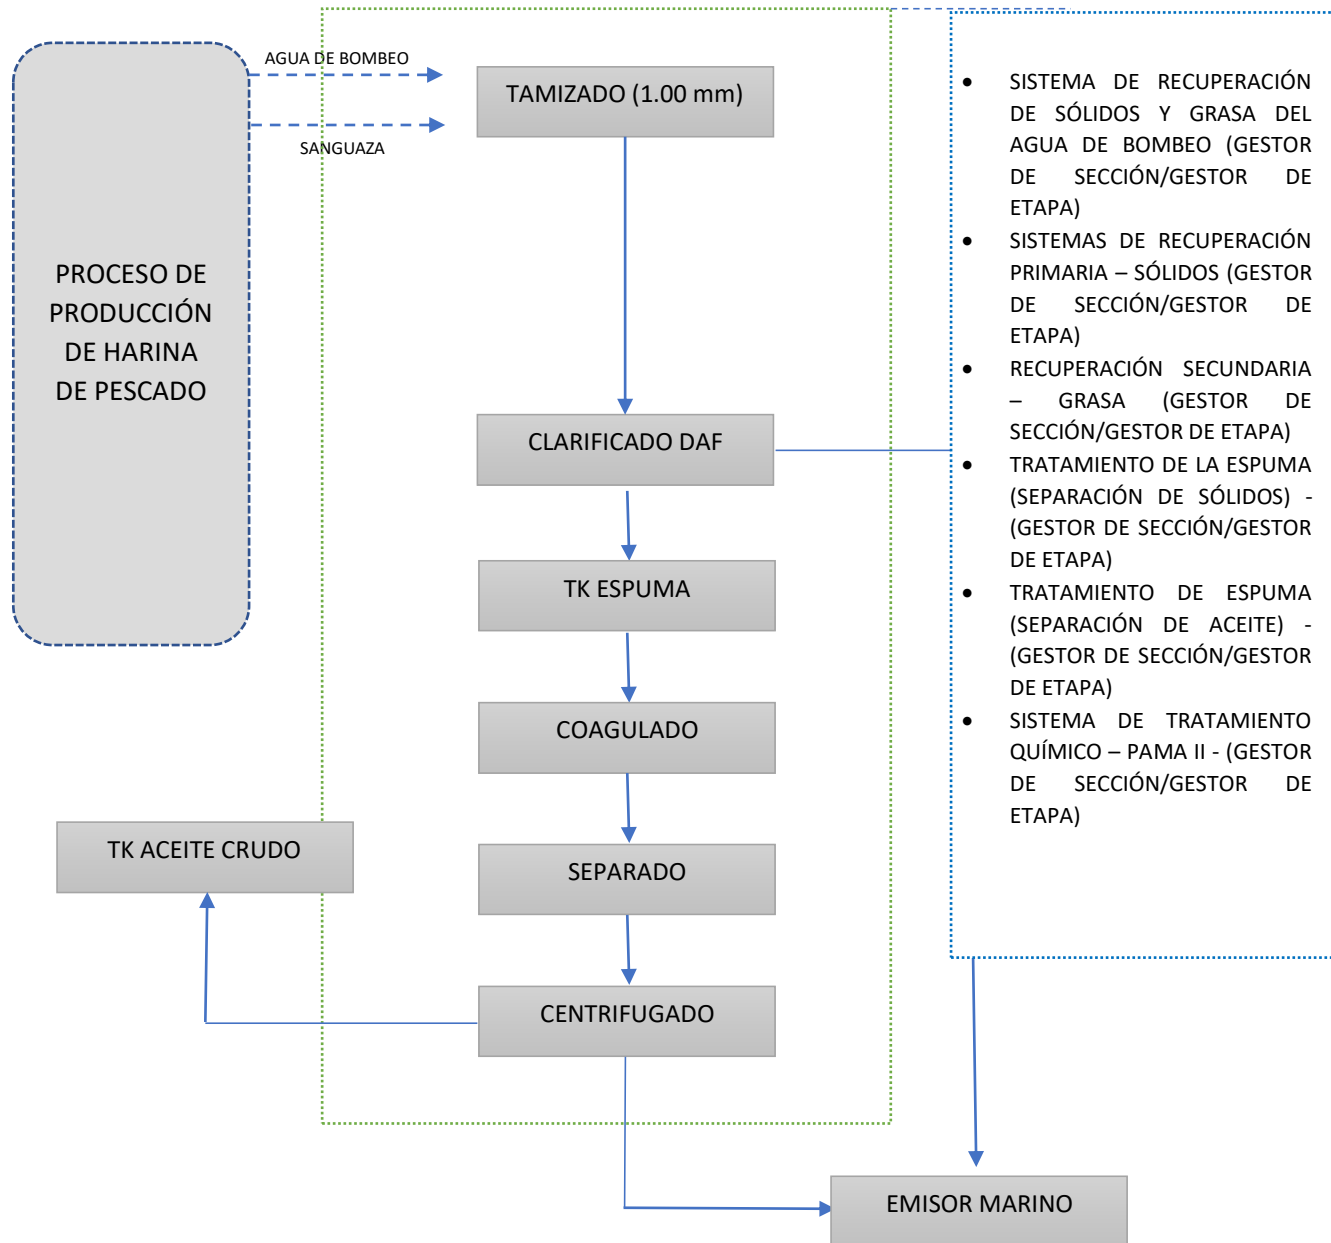 AGUA DE BOMBEO
SANGUAZA
PROCESO DE
PRODUCCIÓN
DE HARINA
DE PESCADO
TAMIZADO (1.00 mm)
CLARIFICADO DAF
TK ESPUMA
COAGULADO
TK ACEITE CRUDO
SEPARADO
CENTRIFUGADO
EMISOR MARINO
• SISTEMA DE RECUPERACIÓN
DE SÓLIDOS Y GRASA DEL
AGUA DE BOMBEO (GESTOR
DE SECCIÓN/GESTOR DE
ETAPA)
• SISTEMAS DE RECUPERACIÓN
PRIMARIA – SÓLIDOS (GESTOR
DE SECCIÓN/GESTOR DE
ETAPA)
• RECUPERACIÓN SECUNDARIA
– GRASA (GESTOR DE
SECCIÓN/GESTOR DE ETAPA)
• TRATAMIENTO DE LA ESPUMA
(SEPARACIÓN DE SÓLIDOS) -
(GESTOR DE SECCIÓN/GESTOR
DE ETAPA)
• TRATAMIENTO DE ESPUMA
(SEPARACIÓN DE ACEITE) -
(GESTOR DE SECCIÓN/GESTOR
DE ETAPA)
• SISTEMA DE TRATAMIENTO
QUÍMICO – PAMA II - (GESTOR
DE SECCIÓN/GESTOR DE
ETAPA)